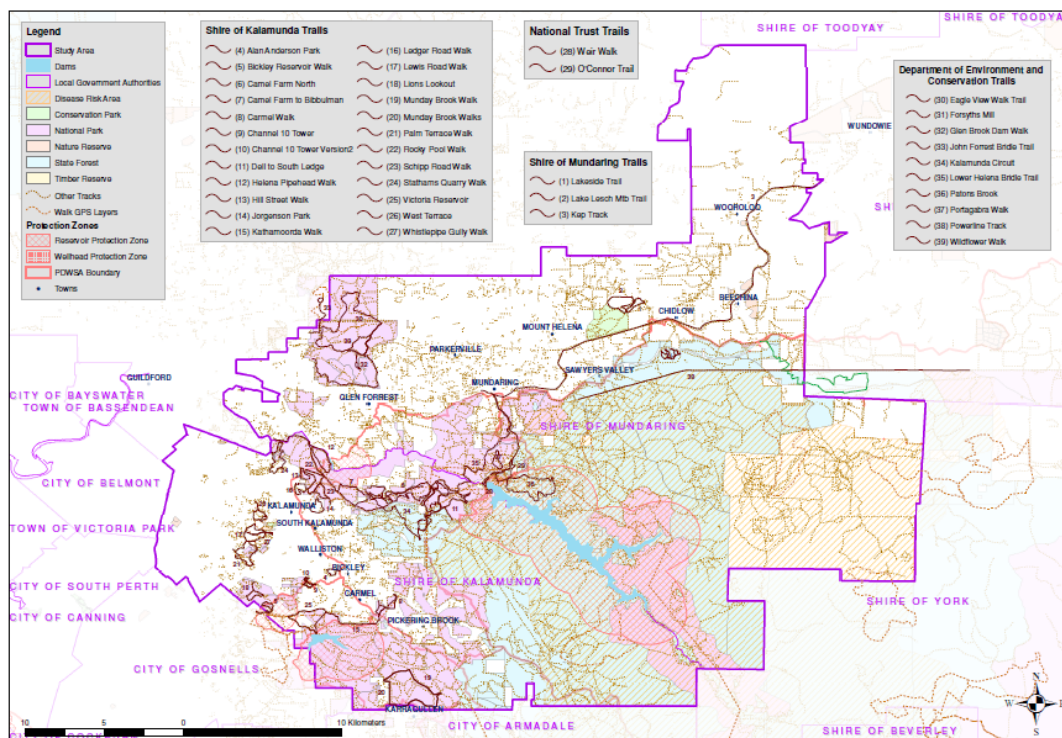 Legend
Study Area
Dams
Local Government Authorities
Disease Risk Area
Conservation Park
National Park
Nature Reserve
State Forest
Timber Reserve
Other Tracks
Walk GPS Layers
Protection Zones
Reservoir Protection Zone
Wellhead Protection Zone
PDWSA Boundary
Towns
Shire of Kalamunda Trails
(4) Alan Anderson Park
(5) Bickley Reservoir Walk
(6) Camel Farm North
(7) Camel Farm to Bibbulman
(8) Carmel Walk
(9) Channel 10 Tower
(10) Channel 10 Tower Version2
(11) Dell to South Ledge
(12) Helena Pipehead Walk
(13) Hill Street Walk
(14) Jorgenson Park
(15) Kathamoorda Walk
(16) Ledger Road Walk
(17) Lewis Road Walk
(18) Lions Lookout
(19) Munday Brook Walk
(20) Munday Brook Walks
(21) Palm Terrace Walk
(22) Rocky Pool Walk
(23) Schipp Road Walk
(24) Stathams Quarry Walk
(25) Victoria Reservoir
(26) West Terrace
(27) Whistlepipe Gully Walk
National Trust Trails
(28) Weir Walk
(29) O'Connor Trail
Shire of Mundaring Trails
(1) Lakeside Trail
(2) Lake Lesch 
Mtb Trail
(3) Kep Track
Department of Environment and
Conservation Trails
(30) Eagle View Walk Trail
(31) Forsyths Mill
(32) Glen Brook Dam Walk
(33) John Forrest Bridle Trail
(34) Kalamunda Circuit
(35) Lower Helena Bridle Trail
(36) Patons Brook
(37) Portagabra Walk
(38) Powerline Track
(39) Wildflower Walk
SHIRE OF TOODYAY
SHIRE OF TOODYA
WUNDOWIE
WOOROLOO
BEECHINA
CHIDLOW
MOUNT HELENA
SAWYERS VALLEY
PARKERVILLE
MUNDARING
GLEN FORREST
GUILDFORD
CITY OF BAYSWATER
TOWN OF BASSENDEAN
SHIRE OF MUNDARING
CITY OF BELMONT
KALAMUNDA
SOUTH KALAMUNDA
TOWN OF VICTORIA PARK
WALLISTON
BICKLEY
SHIRE OF KALAMUNDA
CITY OF SOUTH PERTH
CARMEL
SHIRE OF YORK
CITY OF CANNING
PICKERING BROOK
CITY OF GOSNELLS
KARRAGULLEN
CITY OF ARMADALE
SHIRE OF BEVERLEY
10 5 0 10 Kilometers
N
W
S